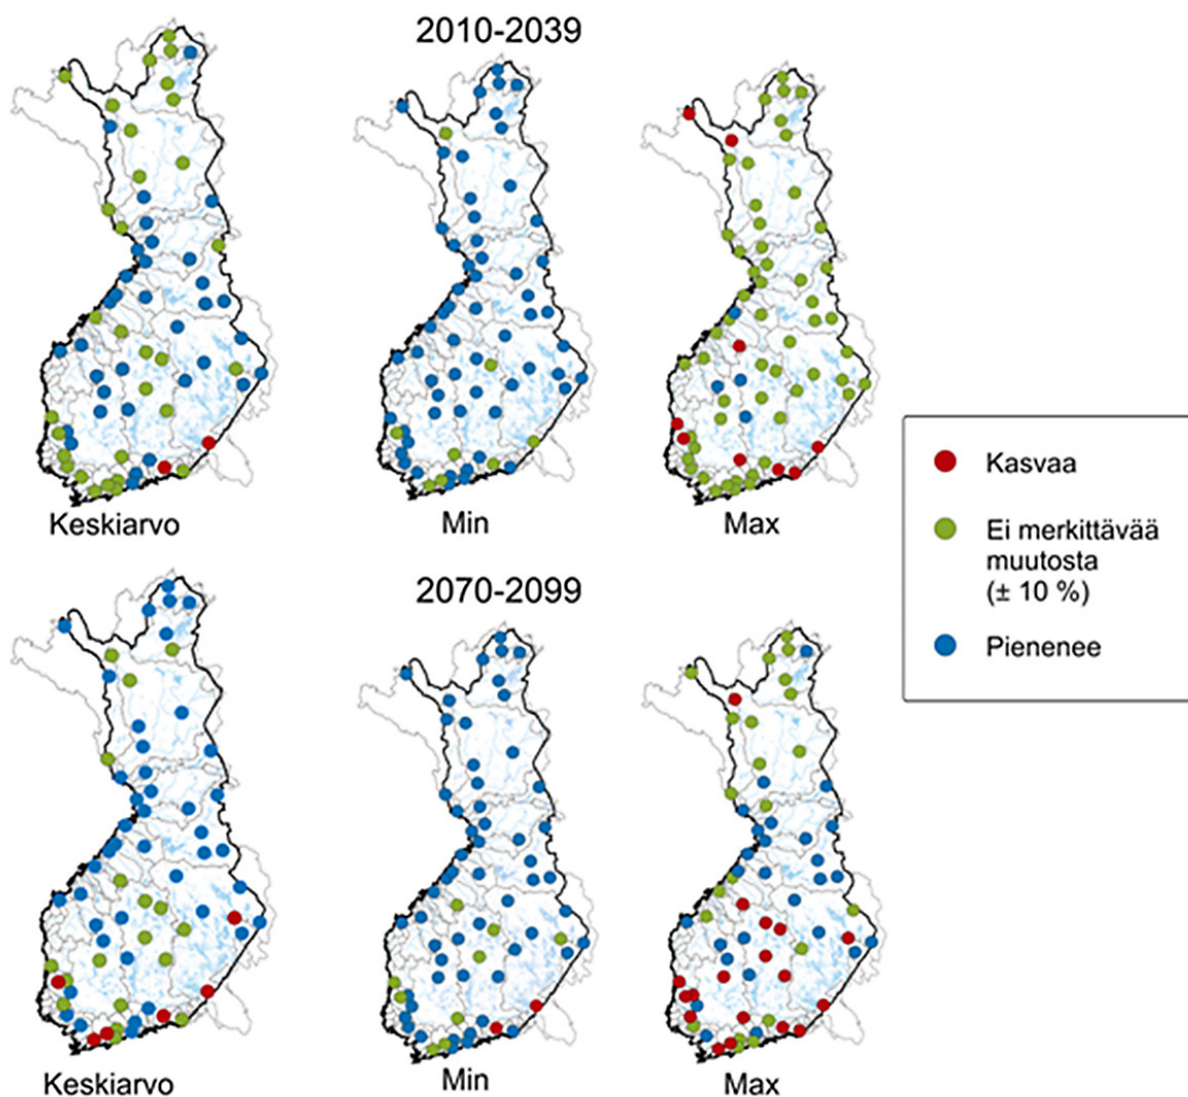 2010-2039
Keskiarvo
Min
Max
2070-2099
Keskiarvo
Min
Max
Kasvaa
Ei merkittävää
muutosta
(± 10 %)
Pienenee